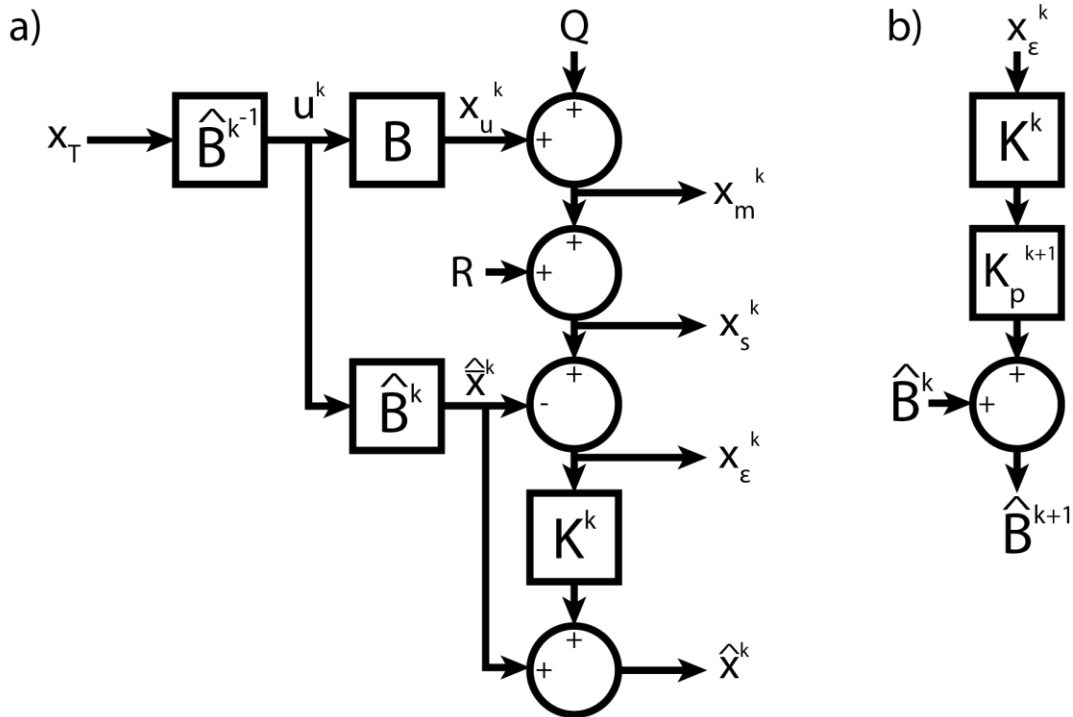 a)
Q
b)
x_ε^k
x_T
B̂^{k-1}
u^k
B
x_u^k
+
+
K^k
x_m^k
R
+
+
K_p^{k+1}
x_s^k
B̂^k
x̂̄^k
+
-
B̂^k
+
+
x_ε^k
K^k
B̂^{k+1}
+
+
x̂^k